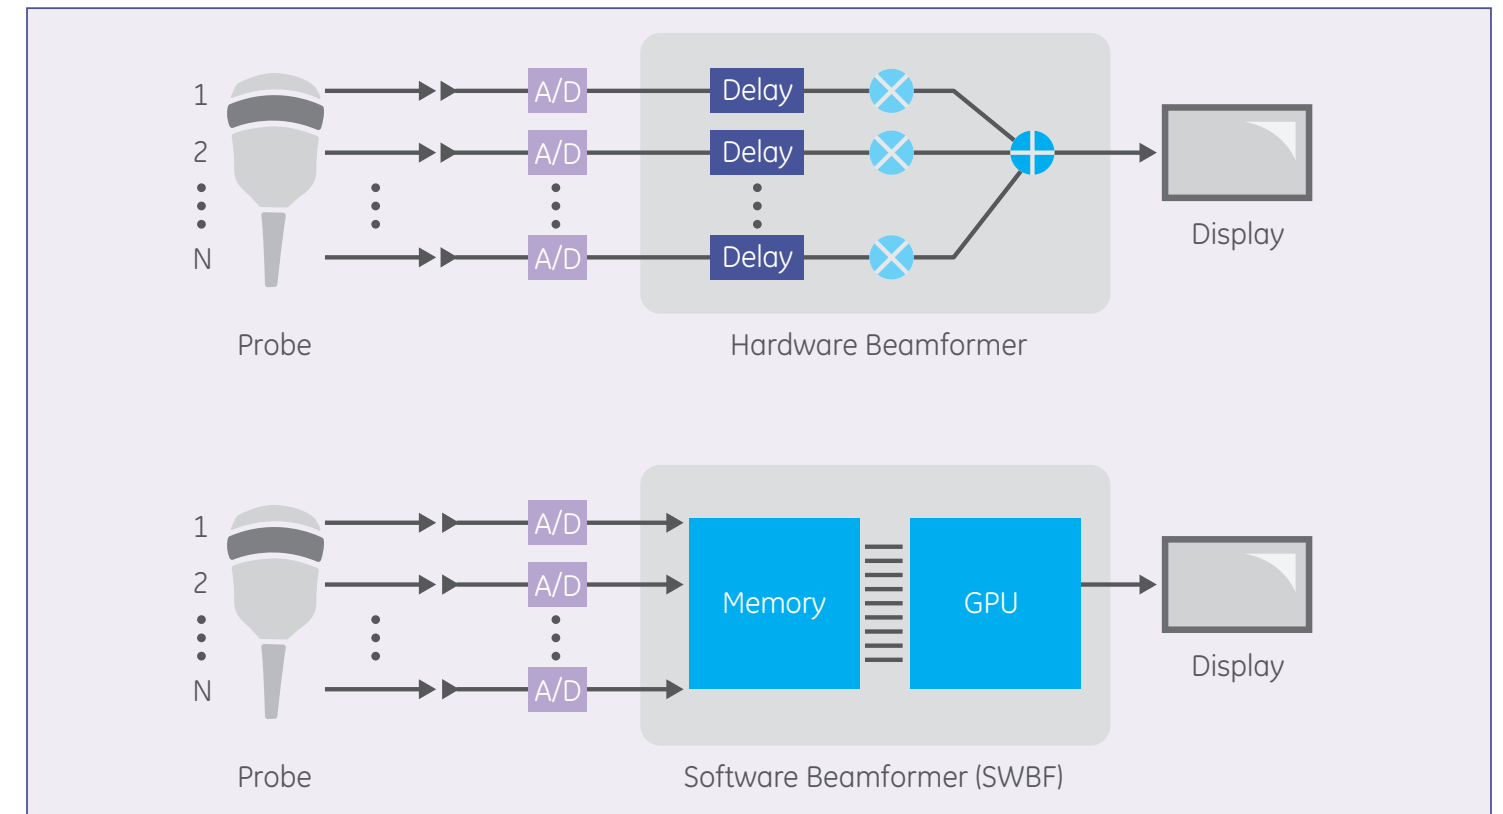 1 A/D Delay
2 A/D Delay
N A/D Delay
Display
Probe Hardware Beamformer
1 A/D
2 A/D
Memory GPU
N A/D
Display
Probe Software Beamformer (SWBF)